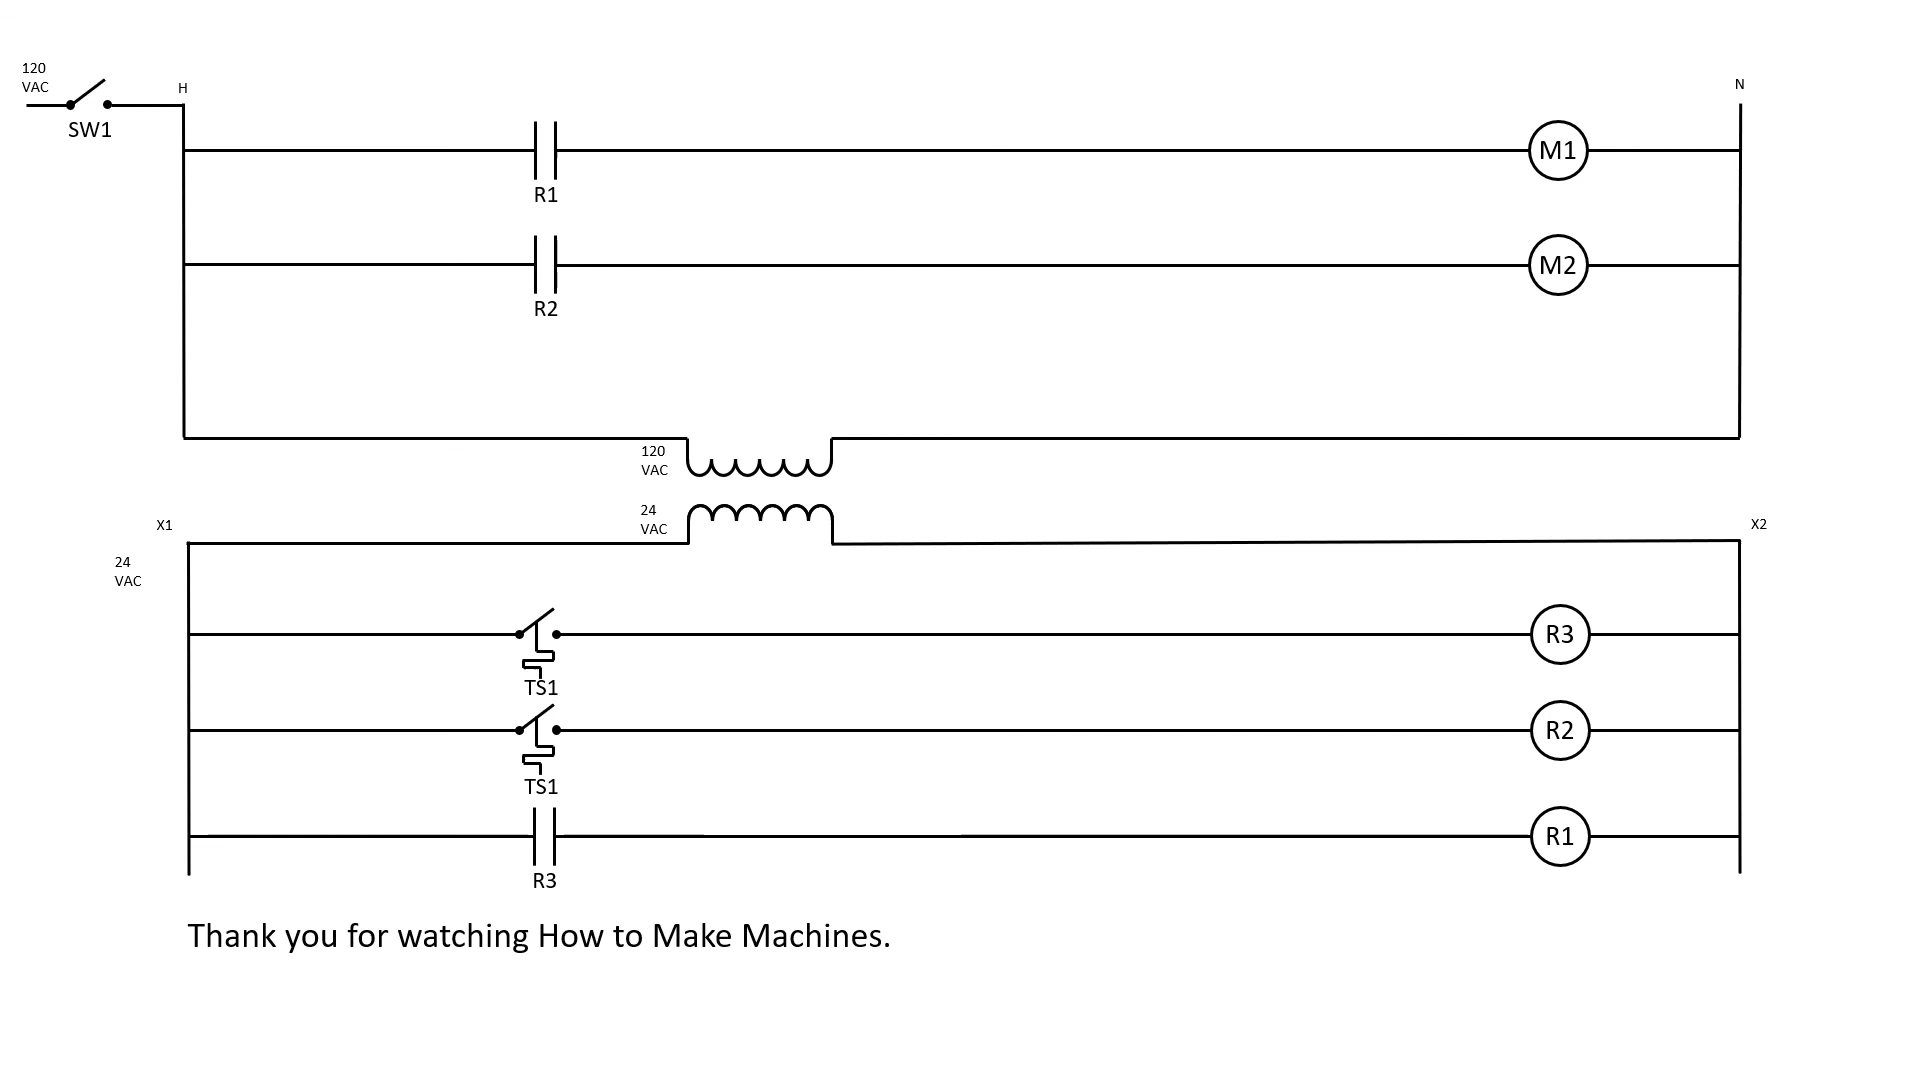 120
VAC
SW1
H
N
R1
M1
R2
M2
120
VAC
24
VAC
X1
X2
24
VAC
TS1
R3
TS1
R2
R3
R1
Thank you for watching How to Make Machines.